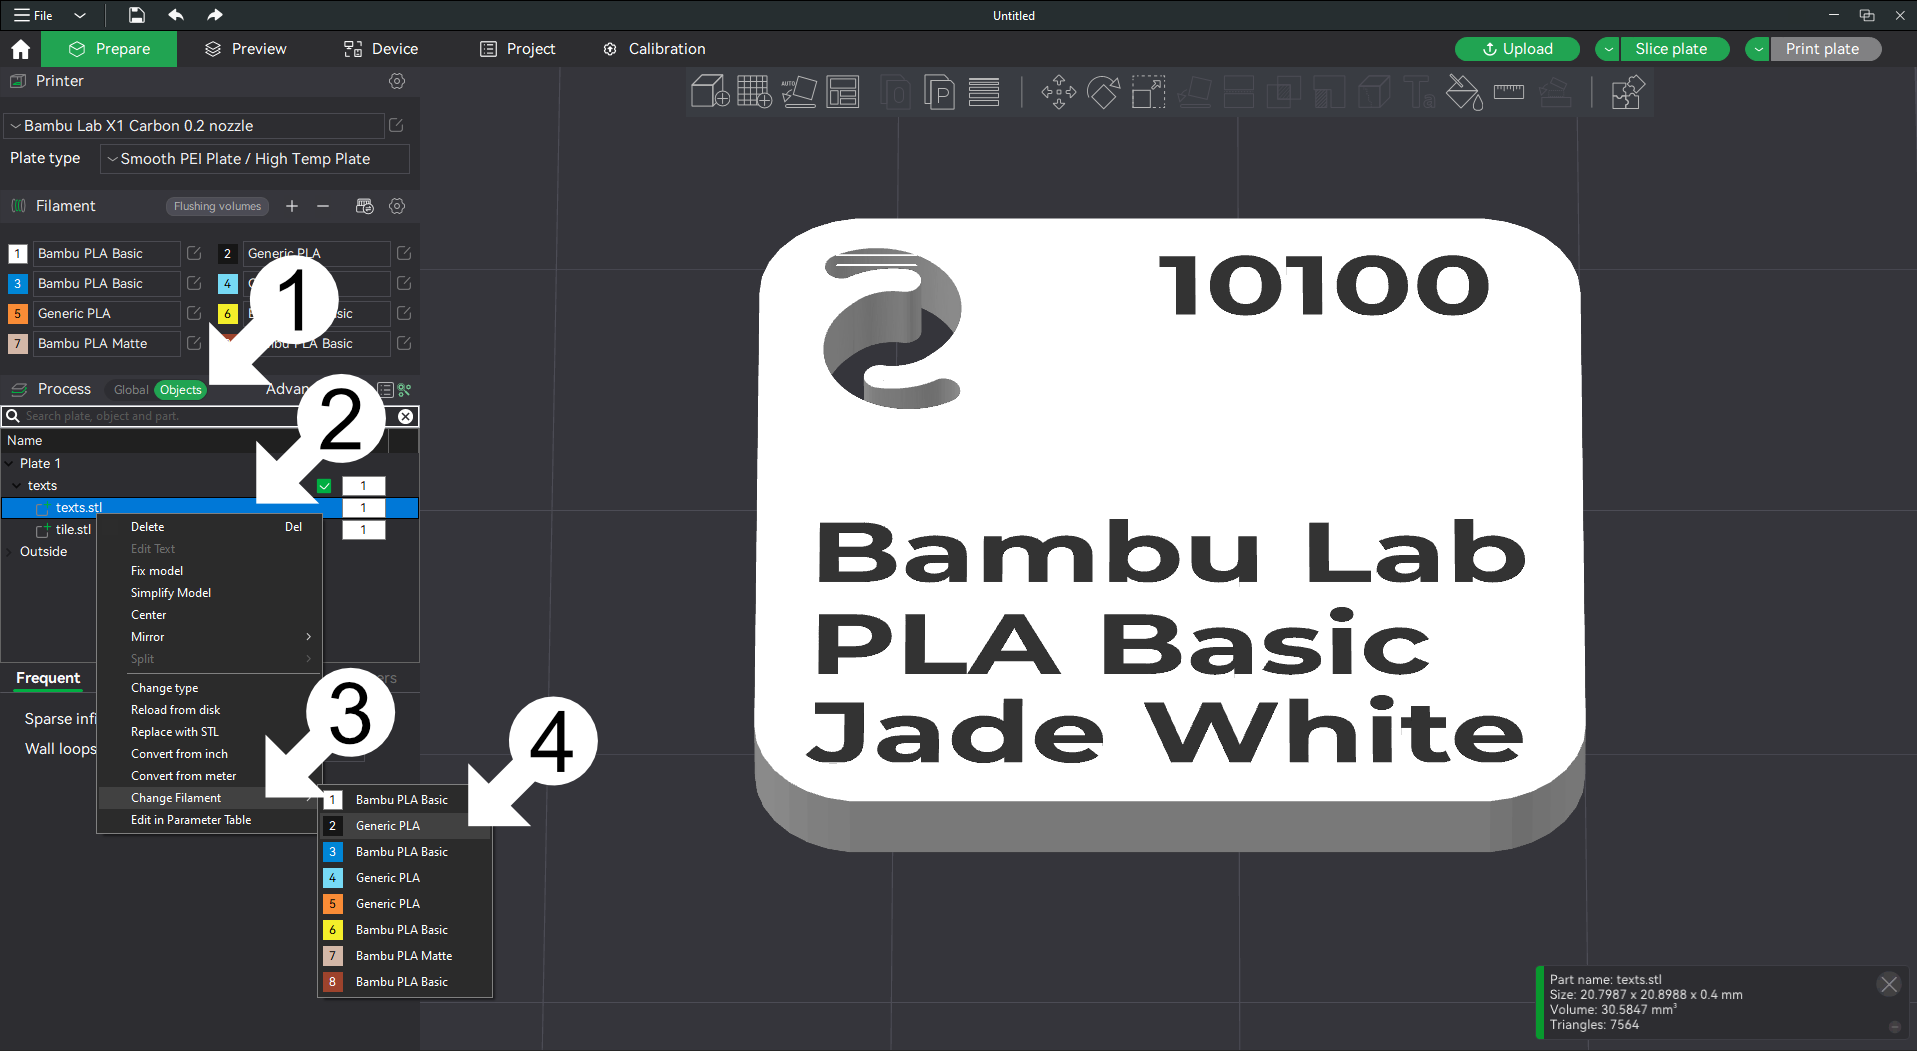 File
Untitled
Prepare
Preview
Device
Project
Calibration
Upload
Slice plate
Print plate
Printer
Bambu Lab X1 Carbon 0.2 nozzle
Plate type
Smooth PEI Plate / High Temp Plate
Filament
Flushing volumes
1 Bambu PLA Basic
2 Generic PLA
3 Bambu PLA Basic
4
5 Generic PLA
6
7 Bambu PLA Matte
PLA Basic
1
Process
Global
Objects
2
Search plate, object and part.
Name
Plate 1
texts
1
texts.stl
1
tile.stl
1
Outside
Delete Del
Edit Text
Fix model
Simplify Model
Center
Mirror
Split
Frequent
Change type
Reload from disk
Sparse infi
Replace with STL
Wall loops
Convert from inch
Convert from meter
Change Filament
Edit in Parameter Table
3
4
1 Bambu PLA Basic
2 Generic PLA
3 Bambu PLA Basic
4 Generic PLA
5 Generic PLA
6 Bambu PLA Basic
7 Bambu PLA Matte
8 Bambu PLA Basic
AUTO
0
P
Ta
10100
Bambu Lab
PLA Basic
Jade White
Part name: texts.stl
Size: 20.7987 x 20.8988 x 0.4 mm
Volume: 30.5847 mm³
Triangles: 7564